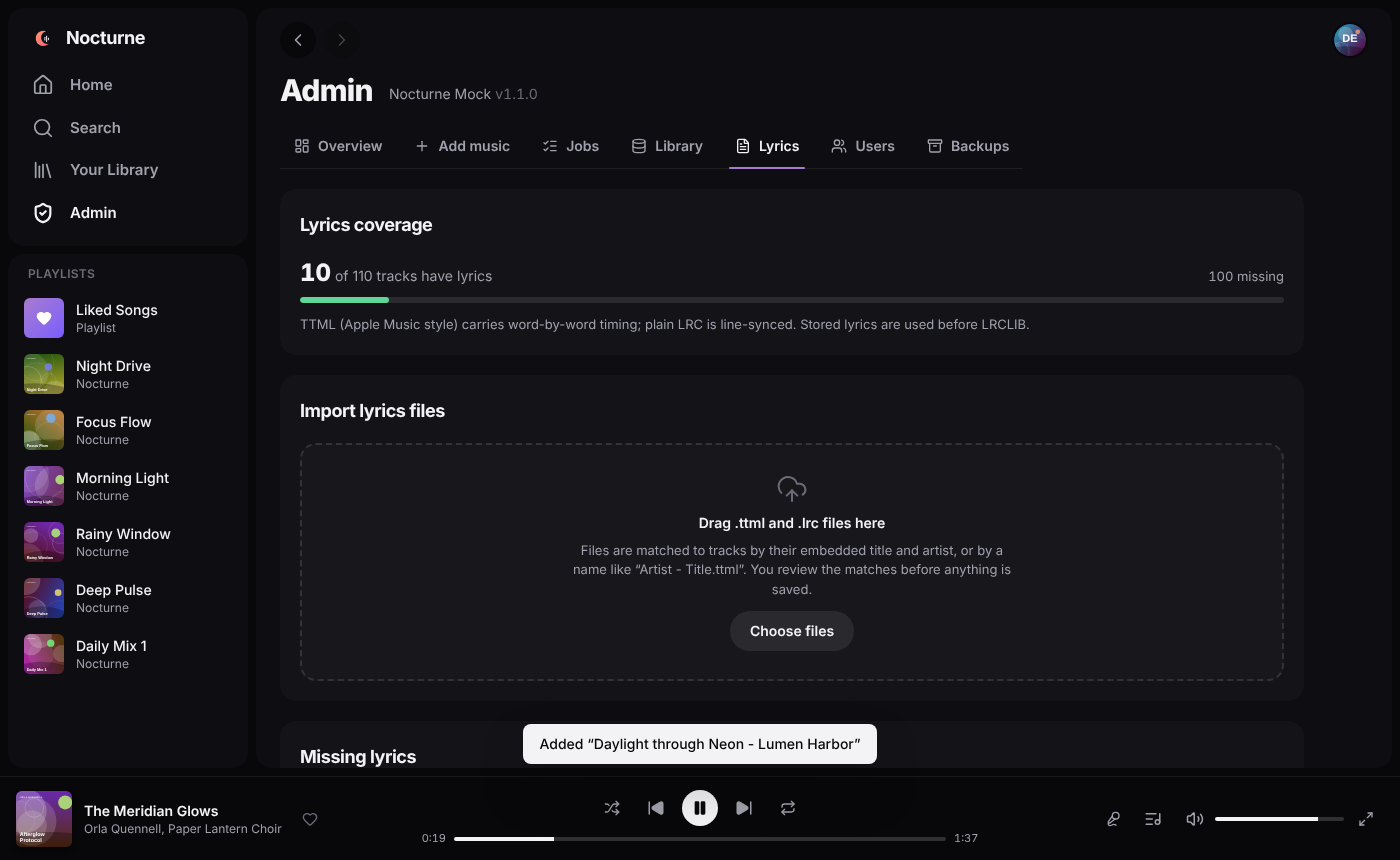 Nocturne
Home
Search
Your Library
Admin
PLAYLISTS
Liked Songs
Playlist
Night Drive
Nocturne
Focus Flow
Nocturne
Morning Light
Nocturne
Rainy Window
Nocturne
Deep Pulse
Nocturne
Daily Mix 1
Nocturne
DE
Admin Nocturne Mock v1.1.0
Overview Add music Jobs Library Lyrics Users Backups
Lyrics coverage
10 of 110 tracks have lyrics 100 missing
TTML (Apple Music style) carries word-by-word timing; plain LRC is line-synced. Stored lyrics are used before LRCLIB.
Import lyrics files
Drag .ttml and .lrc files here
Files are matched to tracks by their embedded title and artist, or by a
name like “Artist - Title.ttml”. You review the matches before anything is
saved.
Choose files
Missing lyrics
Added “Daylight through Neon - Lumen Harbor”
Afterglow
Protocol
The Meridian Glows
Orla Quennell, Paper Lantern Choir
0:19 1:37